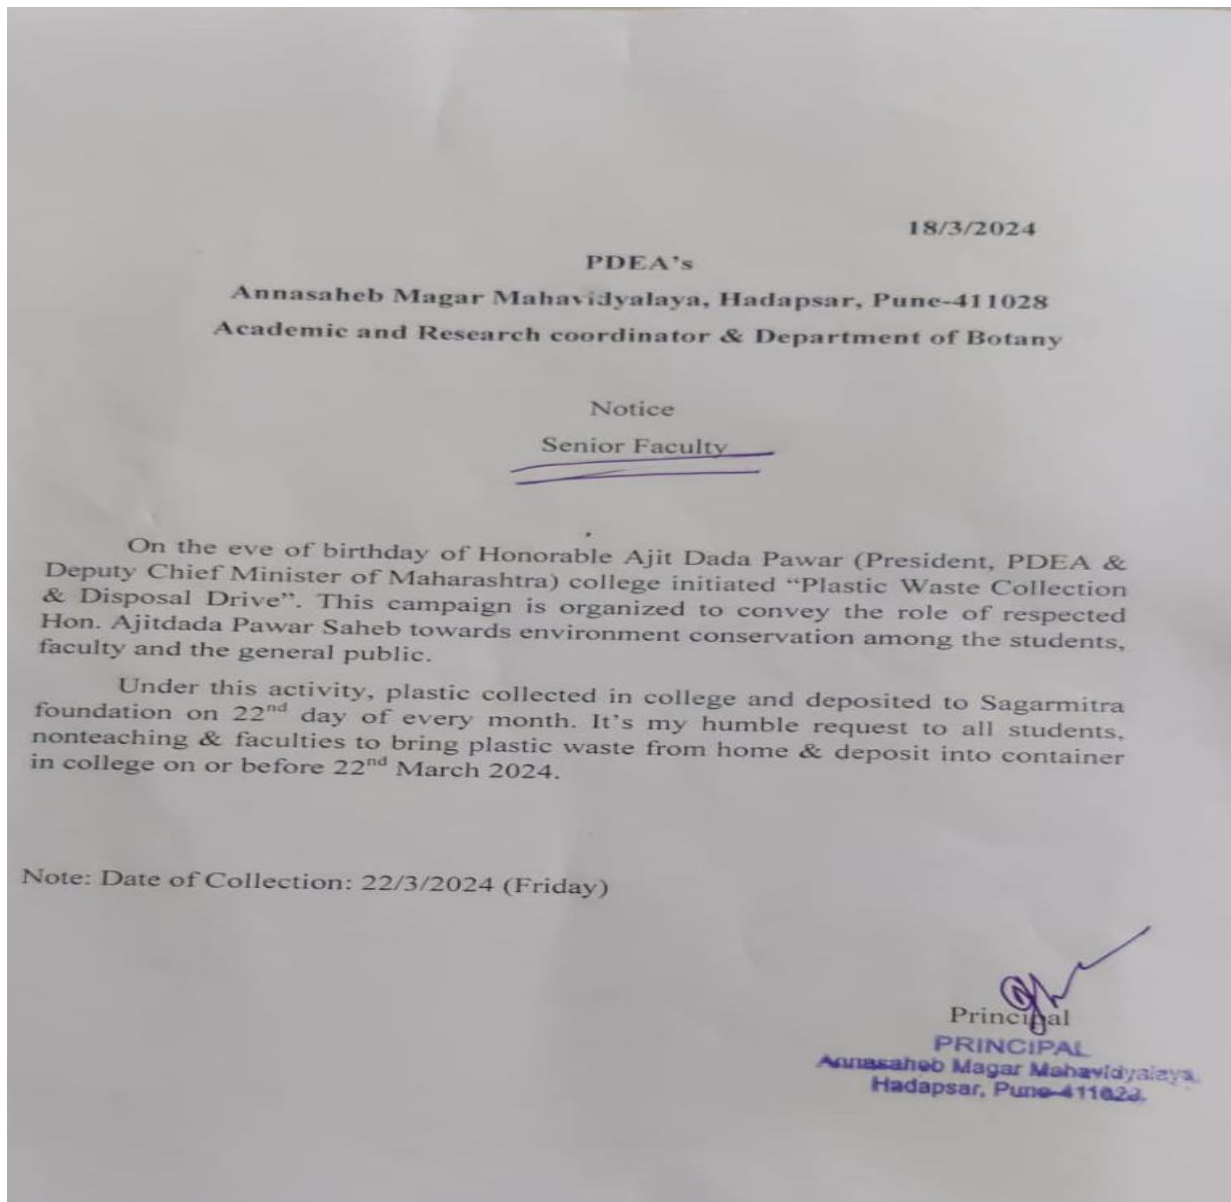 18/3/2024
PDEA's
Annasaheb Magar Mahavidyalaya, Hadapsar, Pune-411028
Academic and Research coordinator & Department of Botany
Notice
Senior Faculty
On the eve of birthday of Honorable Ajit Dada Pawar (President, PDEA &
Deputy Chief Minister of Maharashtra) college initiated “Plastic Waste Collection
& Disposal Drive”. This campaign is organized to convey the role of respected
Hon. Ajitdada Pawar Saheb towards environment conservation among the students,
faculty and the general public.
Under this activity, plastic collected in college and deposited to Sagarmitra
foundation on 22nd day of every month. It's my humble request to all students,
nonteaching & faculties to bring plastic waste from home & deposit into container
in college on or before 22nd March 2024.
Note: Date of Collection: 22/3/2024 (Friday)
Principal
PRINCIPAL
Annasaheb Magar Mahavidyalaya,
Hadapsar, Pune-411028.